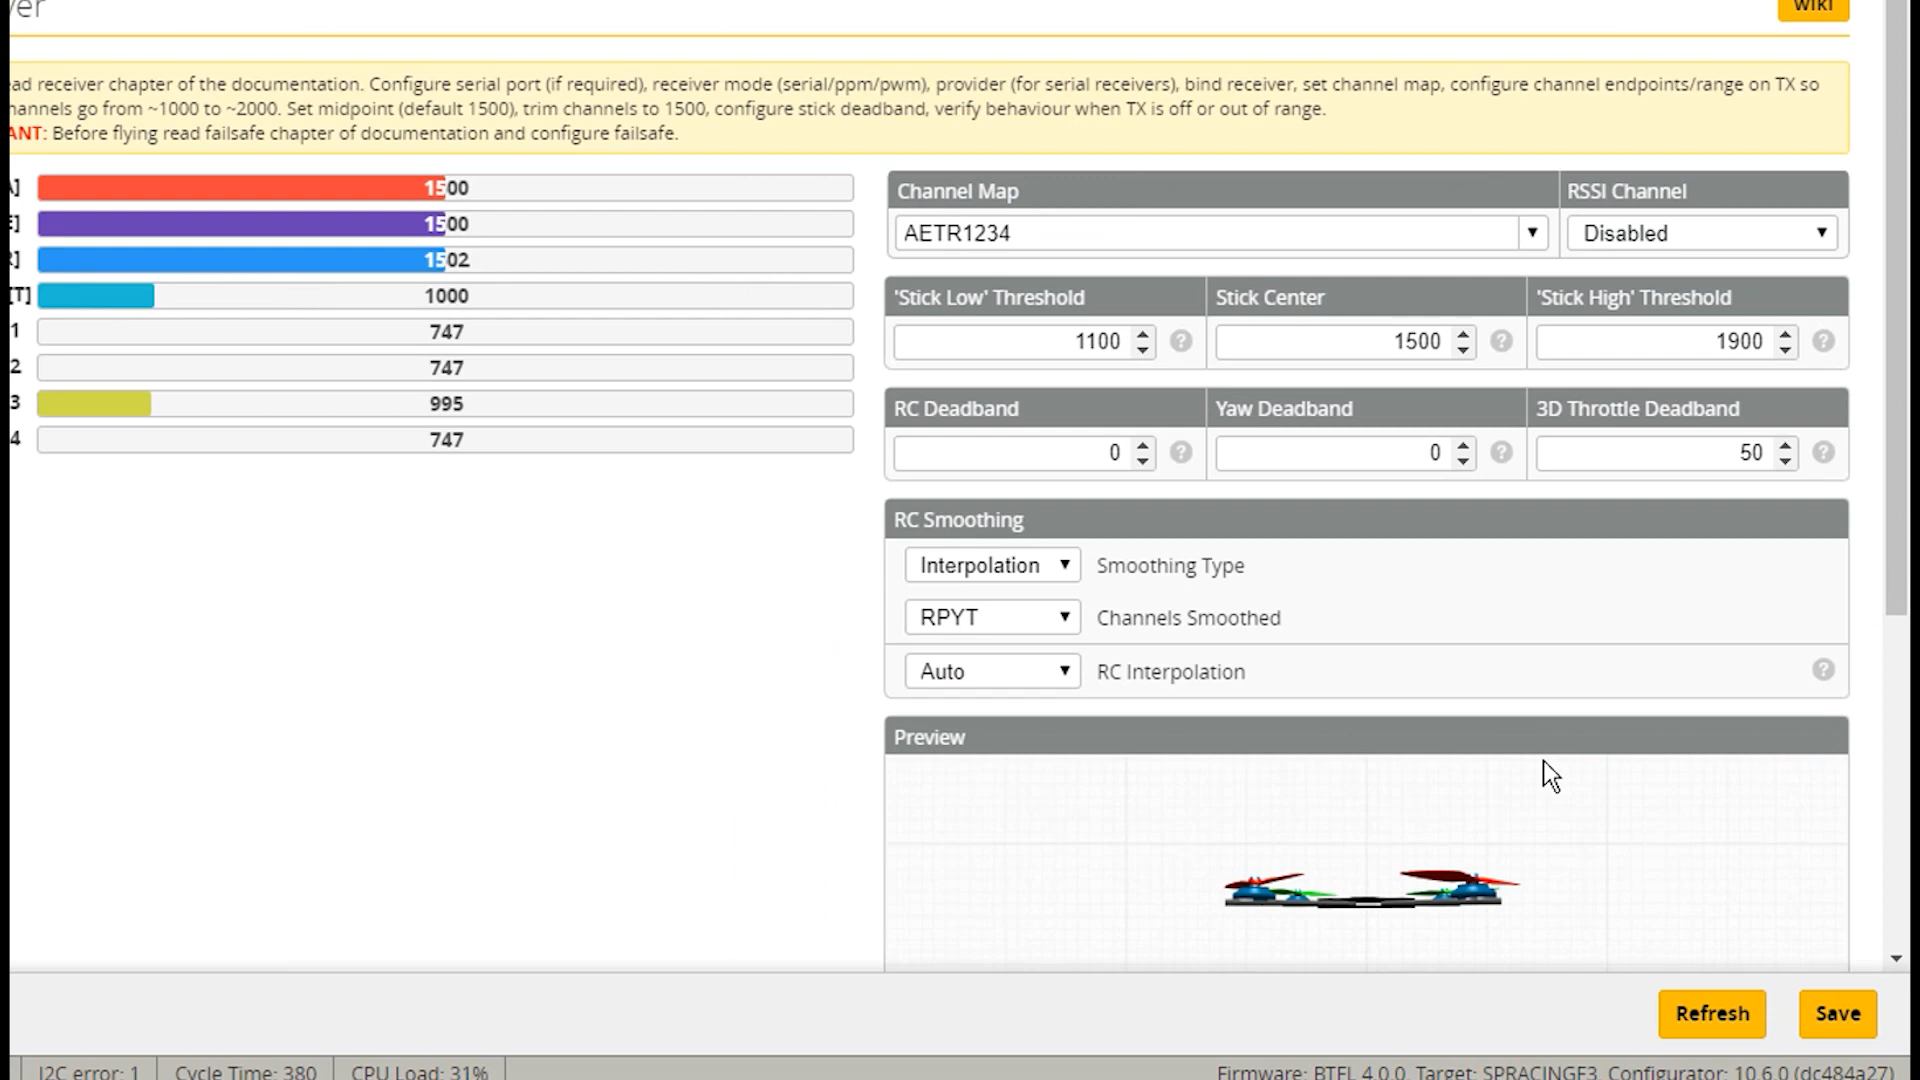 ver
WIKI
ead receiver chapter of the documentation. Configure serial port (if required), receiver mode (serial/ppm/pwm), provider (for serial receivers), bind receiver, set channel map, configure channel endpoints/range on TX so
hannels go from ~1000 to ~2000. Set midpoint (default 1500), trim channels to 1500, configure stick deadband, verify behaviour when TX is off or out of range.
ANT: Before flying read failsafe chapter of documentation and configure failsafe.
A] 1500
E] 1500
R] 1502
[T] 1000
1 747
2 747
3 995
4 747
Channel Map RSSI Channel
AETR1234 Disabled
'Stick Low' Threshold Stick Center 'Stick High' Threshold
1100 ? 1500 ? 1900 ?
RC Deadband Yaw Deadband 3D Throttle Deadband
0 ? 0 ? 50 ?
RC Smoothing
Interpolation Smoothing Type
RPYT Channels Smoothed
Auto RC Interpolation ?
Preview
Refresh Save
I2C error: 1 Cycle Time: 380 CPU Load: 31% Firmware: BTFL 4.0.0, Target: SPRACINGF3, Configurator: 10.6.0 (dc484a27)